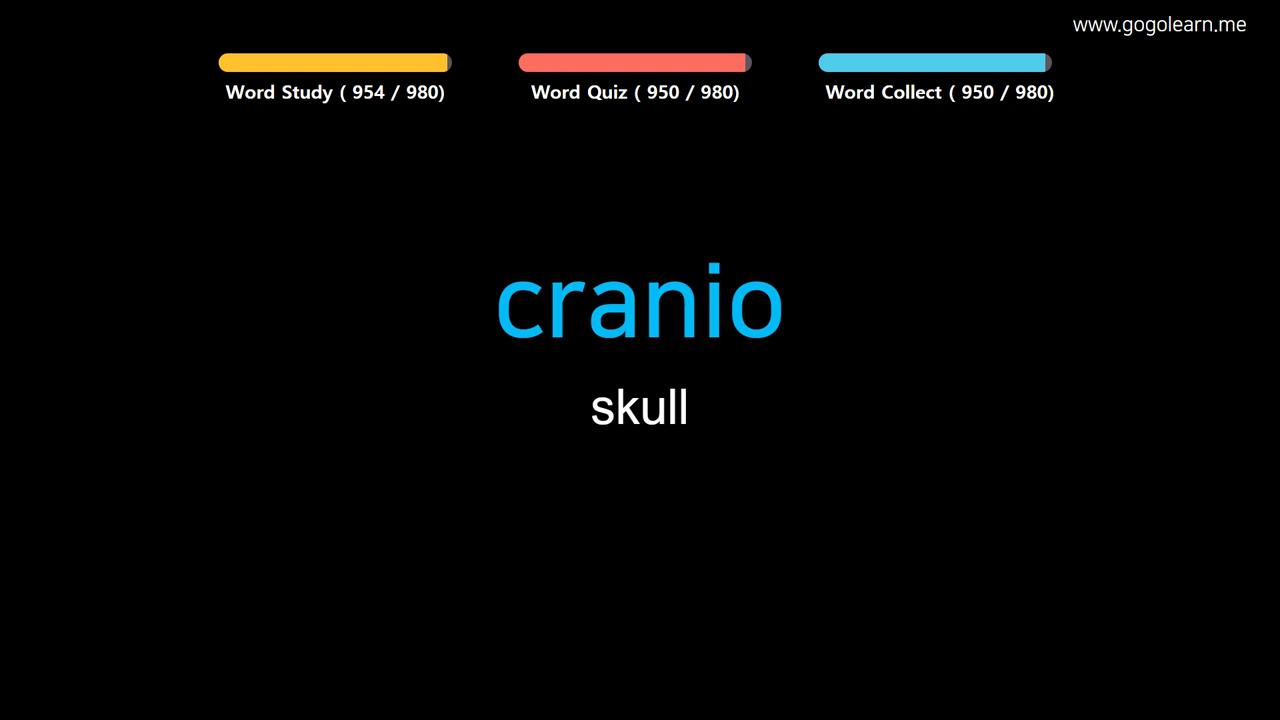 www.gogolearn.me
Word Study ( 954 / 980)
Word Quiz ( 950 / 980)
Word Collect ( 950 / 980)
cranio
skull